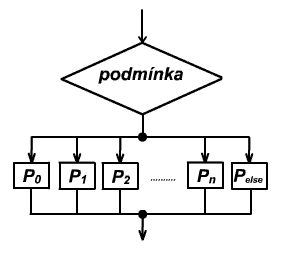 podmínka
P0 P1 P2 .......... Pn Pelse